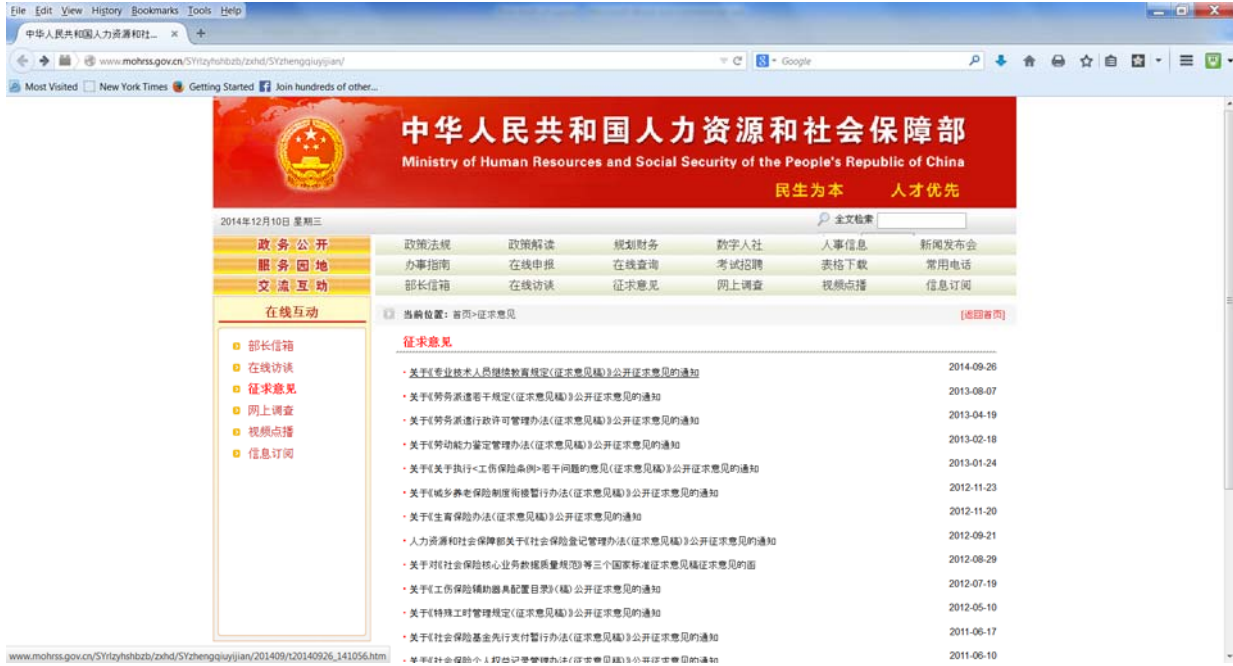 File Edit View History Bookmarks Tools Help
中华人民共和国人力资源和社... × +
www.mohrss.gov.cn/SYrlzyhshbzb/zxhd/SYzhengqiuyijian/
Google
Most Visited New York Times Getting Started Join hundreds of other...
中华人民共和国人力资源和社会保障部
Ministry of Human Resources and Social Security of the People's Republic of China
民生为本 人才优先
2014年12月10日 星期三 全文检索
政务公开 政策法规 政策解读 规划财务 数字人社 人事信息 新闻发布会
服务园地 办事指南 在线申报 在线查询 考试招聘 表格下载 常用电话
交流互动 部长信箱 在线访谈 征求意见 网上调查 视频点播 信息订阅
在线互动
部长信箱
在线访谈
征求意见
网上调查
视频点播
信息订阅
当前位置：首页>征求意见 [返回首页]
征求意见
·关于《专业技术人员继续教育规定(征求意见稿)》公开征求意见的通知 2014-09-26
·关于《劳务派遣若干规定(征求意见稿)》公开征求意见的通知 2013-08-07
·关于《劳务派遣行政许可管理办法(征求意见稿)》公开征求意见的通知 2013-04-19
·关于《劳动能力鉴定管理办法(征求意见稿)》公开征求意见的通知 2013-02-18
·关于《关于执行<工伤保险条例>若干问题的意见(征求意见稿)》公开征求意见的通知 2013-01-24
·关于《城乡养老保险制度衔接暂行办法(征求意见稿)》公开征求意见的通知 2012-11-23
·关于《生育保险办法(征求意见稿)》公开征求意见的通知 2012-11-20
·人力资源和社会保障部关于《社会保险登记管理办法(征求意见稿)》公开征求意见的通知 2012-09-21
·关于对《社会保险核心业务数据质量规范》等三个国家标准征求意见稿征求意见的函 2012-08-29
·关于《工伤保险辅助器具配置目录》(稿)公开征求意见的通知 2012-07-19
·关于《特殊工时管理规定(征求意见稿)》公开征求意见的通知 2012-05-10
·关于《社会保险基金先行支付暂行办法(征求意见稿)》公开征求意见的通知 2011-06-17
·关于《社会保险个人权益记录管理办法(征求意见稿)》公开征求意见的通知 2011-06-10
www.mohrss.gov.cn/SYrlzyhshbzb/zxhd/SYzhengqiuyijian/201409/t20140926_141056.htm